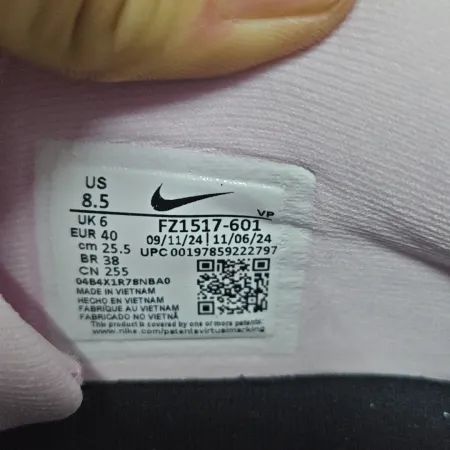 US
8.5
VP
UK 6
EUR 40
cm 25.5
BR 38
CN 255
FZ1517-601
09/11/24 | 11/06/24
UPC 00197859222797
04B4X1R78NBA0
MADE IN VIETNAM
HECHO EN VIETNAM
FABRIQUE AU VIETNAM
FABRICADO NO VIETNÃ
This product is covered by one or more patents.
www.nike.com/patentsvirtualmarking